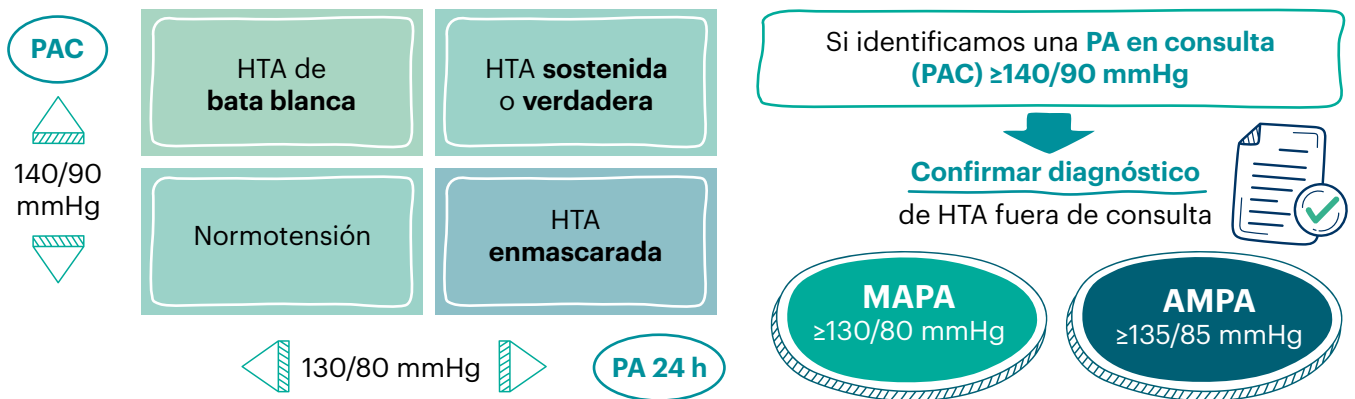 PAC
140/90
mmHg
HTA de
bata blanca
HTA sostenida
o verdadera
Normotensión
HTA
enmascarada
130/80 mmHg
PA 24 h
Si identificamos una PA en consulta
(PAC) ≥140/90 mmHg
Confirmar diagnóstico
de HTA fuera de consulta
MAPA
≥130/80 mmHg
AMPA
≥135/85 mmHg